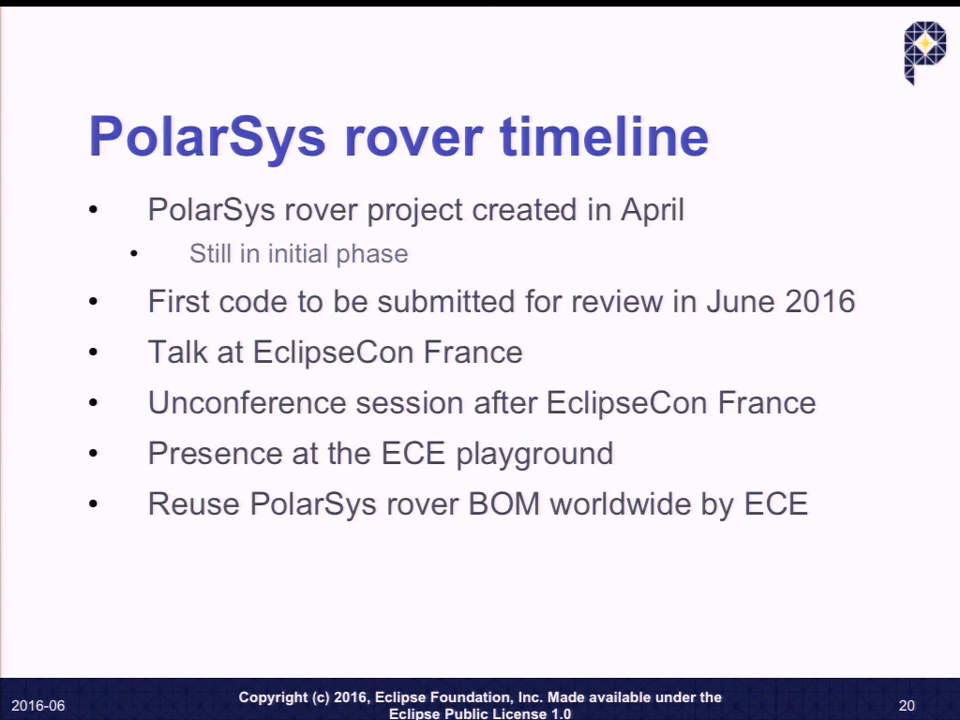 PolarSys rover timeline
• PolarSys rover project created in April
• Still in initial phase
• First code to be submitted for review in June 2016
• Talk at EclipseCon France
• Unconference session after EclipseCon France
• Presence at the ECE playground
• Reuse PolarSys rover BOM worldwide by ECE
2016-06
Copyright (c) 2016, Eclipse Foundation, Inc. Made available under the
Eclipse Public License 1.0
20